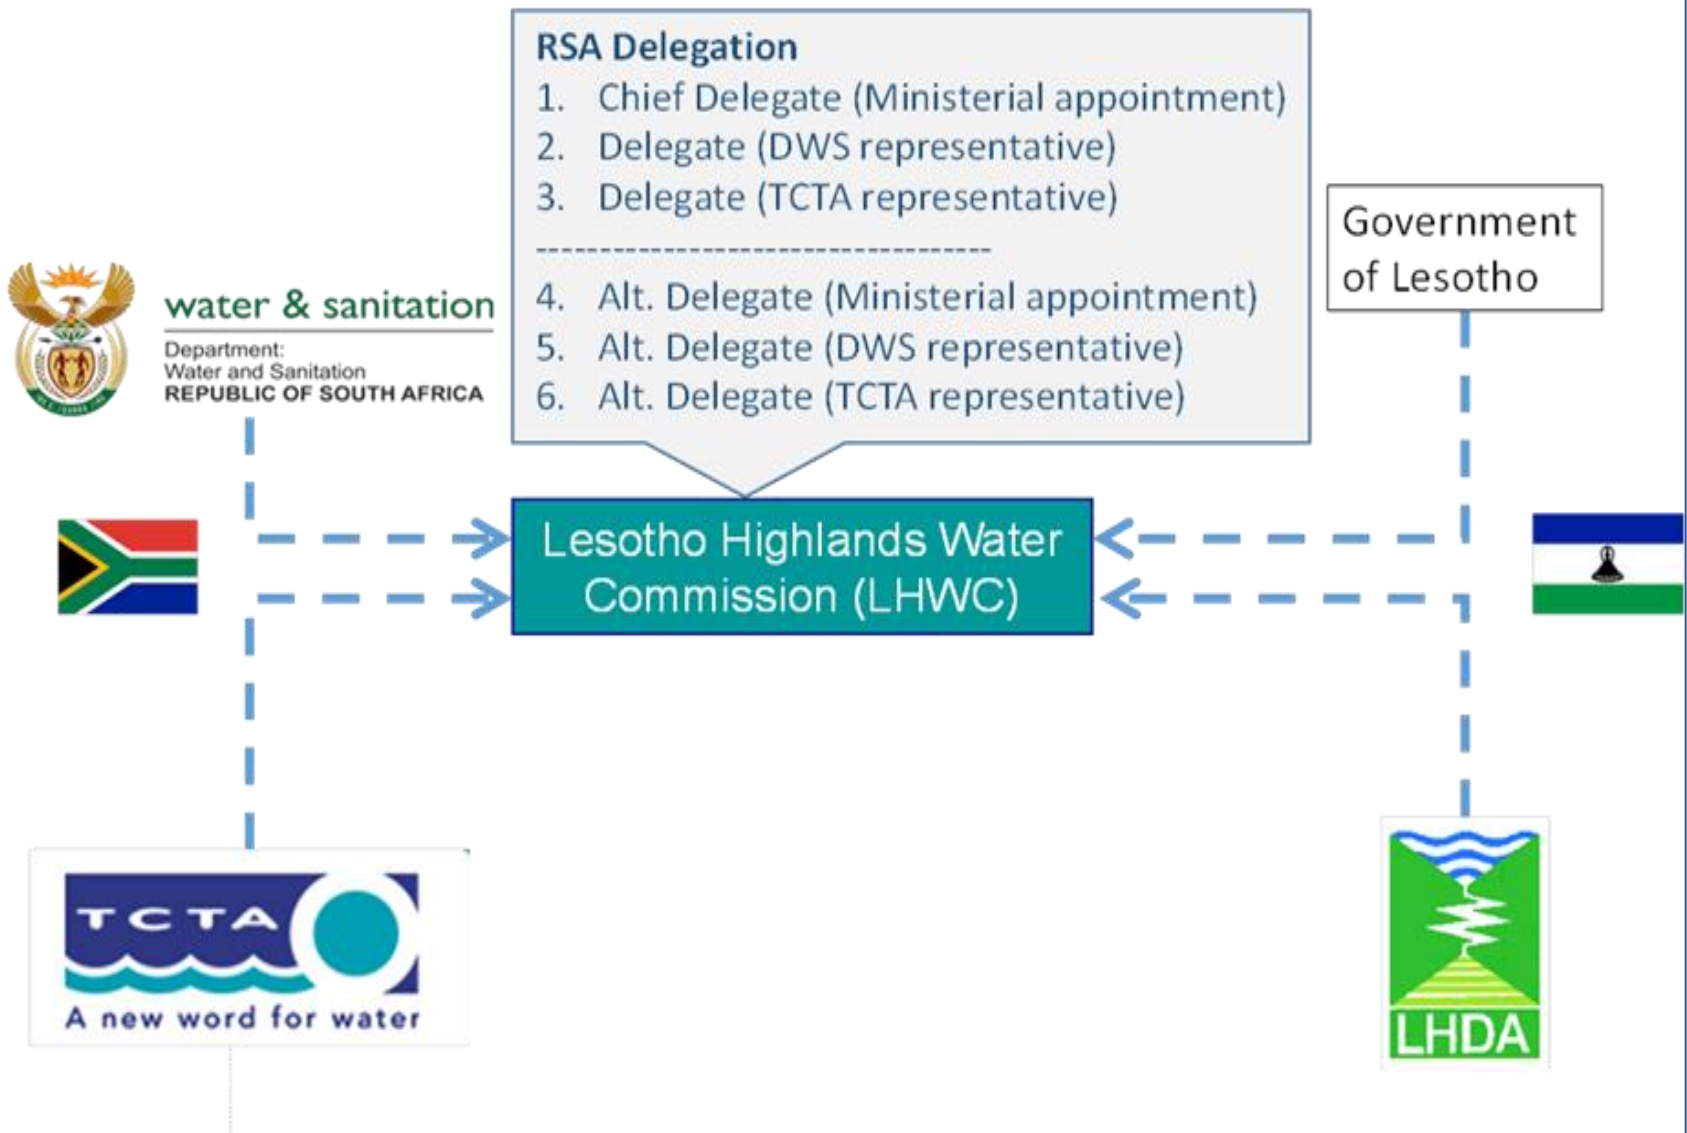 RSA Delegation
1. Chief Delegate (Ministerial appointment)
2. Delegate (DWS representative)
3. Delegate (TCTA representative)
-----------------------------------
4. Alt. Delegate (Ministerial appointment)
5. Alt. Delegate (DWS representative)
6. Alt. Delegate (TCTA representative)
Government
of Lesotho
water & sanitation
Department:
Water and Sanitation
REPUBLIC OF SOUTH AFRICA
Lesotho Highlands Water
Commission (LHWC)
TCTA
A new word for water
LHDA